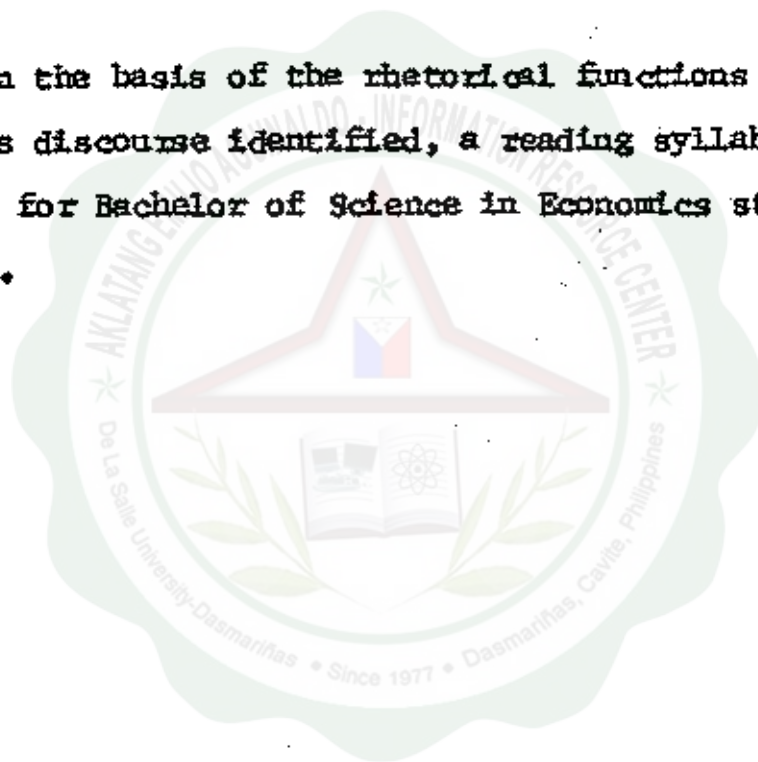 n the basis of the rhetorical functions
s discourse identified, a reading syllab
for Bachelor of Science in Economics st
.
AKLATANG EMILIO AGUINALDO - INFORMATION RESOURCE CENTER
De La Salle University-Dasmariñas • Since 1977 • Dasmariñas, Cavite, Philippines